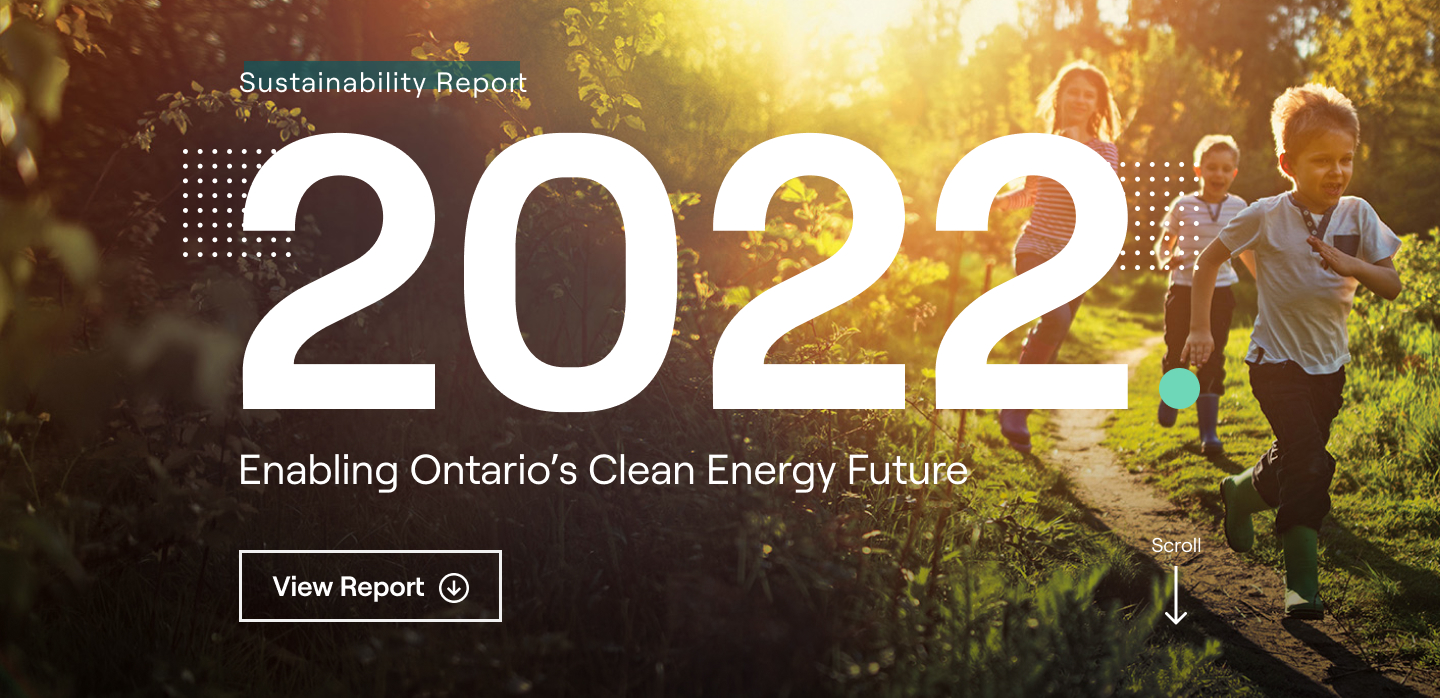 Sustainability Report
2022.
Enabling Ontario’s Clean Energy Future
View Report
Scroll